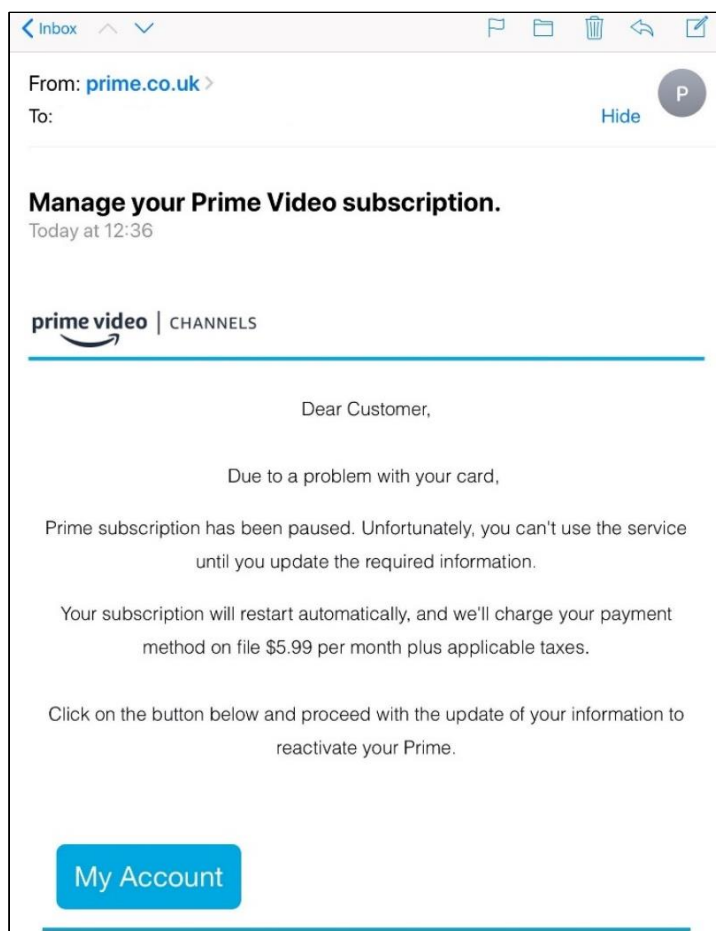 Inbox
From: prime.co.uk
P
To:
Hide
Manage your Prime Video subscription.
Today at 12:36
prime video | CHANNELS
Dear Customer,
Due to a problem with your card,
Prime subscription has been paused. Unfortunately, you can't use the service
until you update the required information.
Your subscription will restart automatically, and we'll charge your payment
method on file $5.99 per month plus applicable taxes.
Click on the button below and proceed with the update of your information to
reactivate your Prime.
My Account